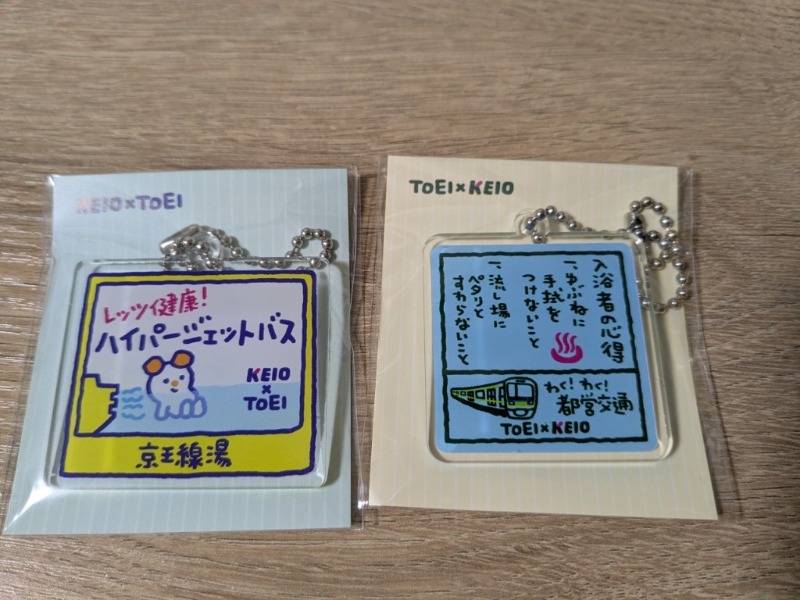 KEIO×TOEI
レッツ健康!
ハイパージェットバス
KEIO
×
TOEI
京王線湯
TOEI×KEIO
入浴者の心得
一、ゆぶねに
手拭を
つけないこと
一、流し場に
ペタリと
すわらないこと
わく!わく!
都営交通
TOEI×KEIO